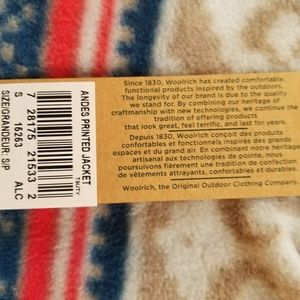 Since 1830, Woolrich has created comfortable,
functional products inspired by the outdoors.
The longevity of our brand is due to the quality
we stand for. By combining our heritage of
craftmanship with new technologies, we continue the
tradition of offering products
that look great, feel terrific, and last for years.
Depuis 1830, Woolrich conçoit des produits
confortables et fonctionnels inspirés des grands
espaces et du grand air. En combinant notre héritage
artisanal aux technologies de pointe, nous
poursuivons fièrement une tradition de confection
de vêtements attrayants, confortables et durables.
Woolrich, the Original Outdoor Clothing Company
ANDES PRINTED JACKET
7 28175 21533 2
S 16263 ALC
SIZE/GRANDEUR: S/P